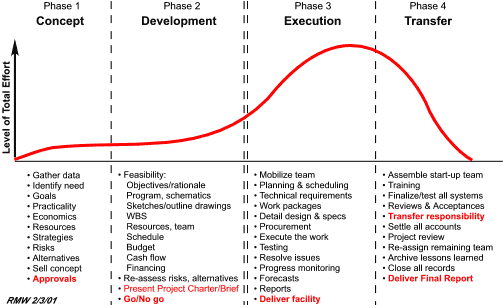 Phase 1
Concept
Phase 2
Development
Phase 3
Execution
Phase 4
Transfer
Level of Total Effort
• Gather data
• Identify need
• Goals
• Practicality
• Economics
• Resources
• Strategies
• Risks
• Alternatives
• Sell concept
• Approvals
• Feasibility:
Objectives/rationale
Program, schematics
Sketches/outline drawings
WBS
Resources, team
Schedule
Budget
Cash flow
Financing
• Re-assess risks, alternatives
• Present Project Charter/Brief
• Go/No go
• Mobilize team
• Planning & scheduling
• Technical requirements
• Work packages
• Detail design & specs
• Procurement
• Execute the work
• Testing
• Resolve issues
• Progress monitoring
• Forecasts
• Reports
• Deliver facility
• Assemble start-up team
• Training
• Finalize/test all systems
• Reviews & Acceptances
• Transfer responsibility
• Settle all accounts
• Project review
• Re-assign remaining team
• Archive lessons learned
• Close all records
• Deliver Final Report
RMW 2/3/01